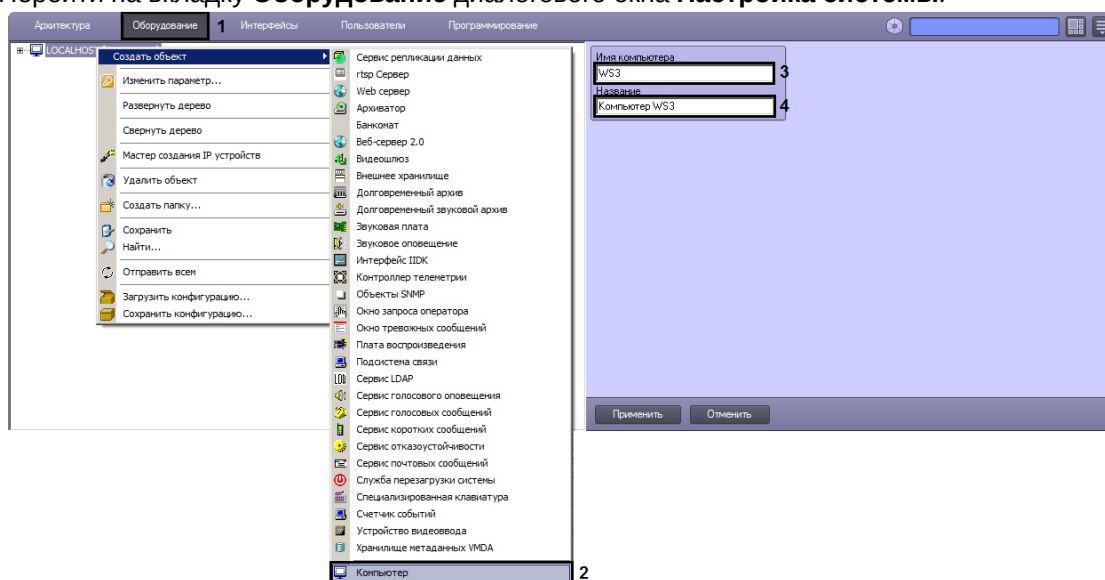 Перейти на вкладку Оборудование диалогового окна Настройка системы.
Архитектура Оборудование 1 Интерфейсы Пользователи Программирование
LOCALHOST
Создать объект
Изменить параметр...
Развернуть дерево
Свернуть дерево
Мастер создания IP устройств
Удалить объект
Создать папку...
Сохранить
Найти...
Отправить всем
Загрузить конфигурацию...
Сохранить конфигурацию...
Сервис репликации данных
rtsp Сервер
Web сервер
Архиватор
Банкомат
Веб-сервер 2.0
Видеошлюз
Внешнее хранилище
Долговременный архив
Долговременный звуковой архив
Звуковая плата
Звуковое оповещение
Интерфейс IIDK
Контроллер телеметрии
Объекты SNMP
Окно запроса оператора
Окно тревожных сообщений
Плата воспроизведения
Подсистема связи
Сервис LDAP
Сервис голосового оповещения
Сервис голосовых сообщений
Сервис коротких сообщений
Сервис отказоустойчивости
Сервис почтовых сообщений
Служба перезагрузки системы
Специализированная клавиатура
Счетчик событий
Устройство видеоввода
Хранилище метаданных VMDA
Компьютер 2
Имя компьютера
WS3 3
Название
Компьютер WS3 4
Применить Отменить